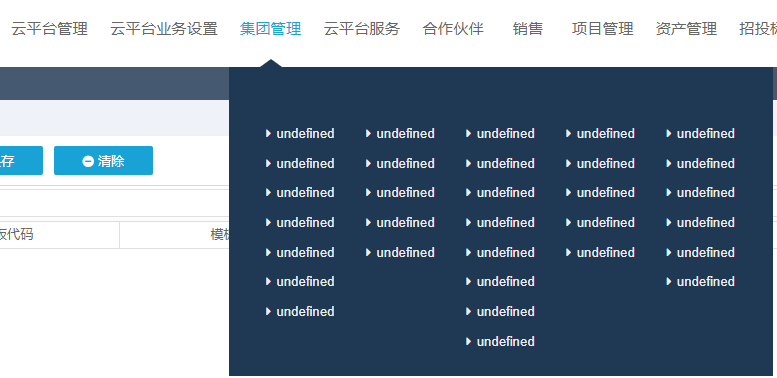 云平台管理 云平台业务设置 集团管理 云平台服务 合作伙伴 销售 项目管理 资产管理 招投标
undefined undefined undefined undefined undefined
存 清除 undefined undefined undefined undefined undefined
undefined undefined undefined undefined undefined
板代码 模板 undefined undefined undefined undefined undefined
undefined undefined undefined undefined undefined
undefined undefined undefined
undefined undefined
undefined